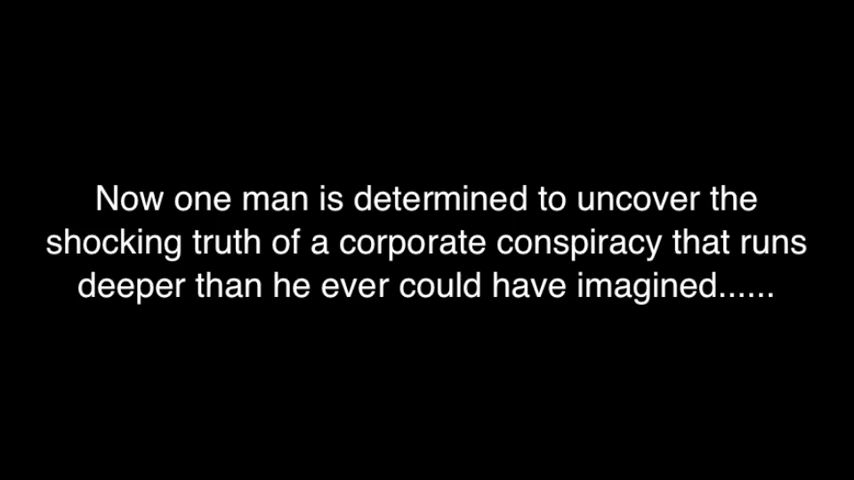 Now one man is determined to uncover the
shocking truth of a corporate conspiracy that runs
deeper than he ever could have imagined......